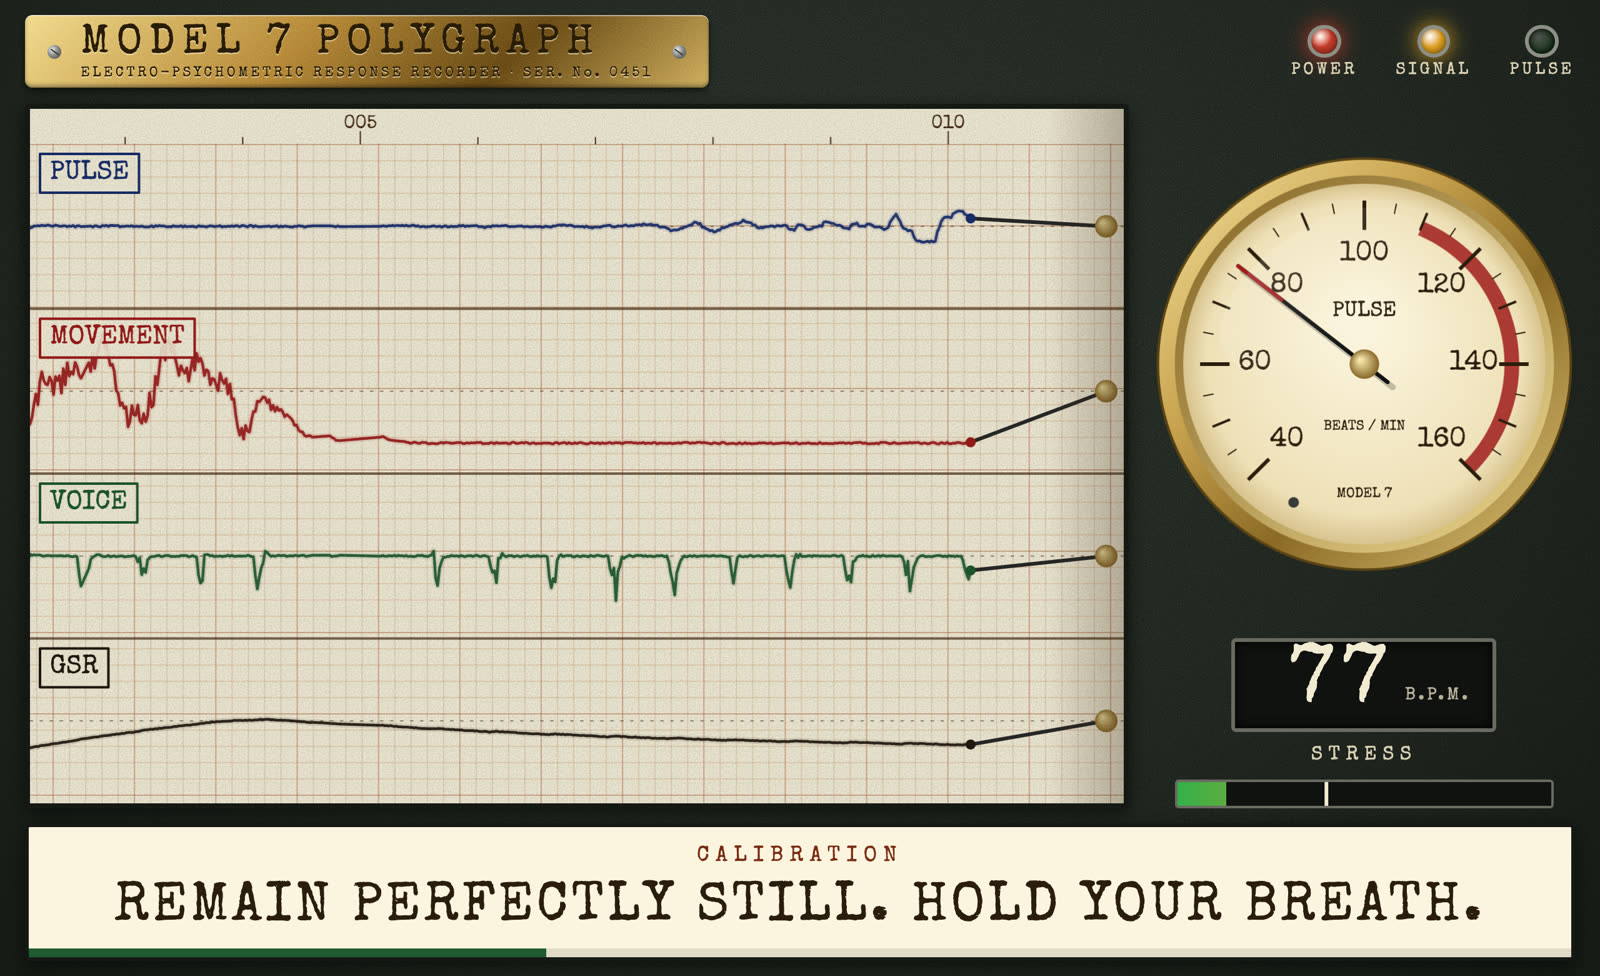 MODEL 7 POLYGRAPH
ELECTRO-PSYCHOMETRIC RESPONSE RECORDER · SER. No. 0451
POWER
SIGNAL
PULSE
005
010
PULSE
MOVEMENT
VOICE
GSR
100
80
120
PULSE
60
140
BEATS / MIN
40
160
MODEL 7
77
B.P.M.
STRESS
CALIBRATION
REMAIN PERFECTLY STILL. HOLD YOUR BREATH.